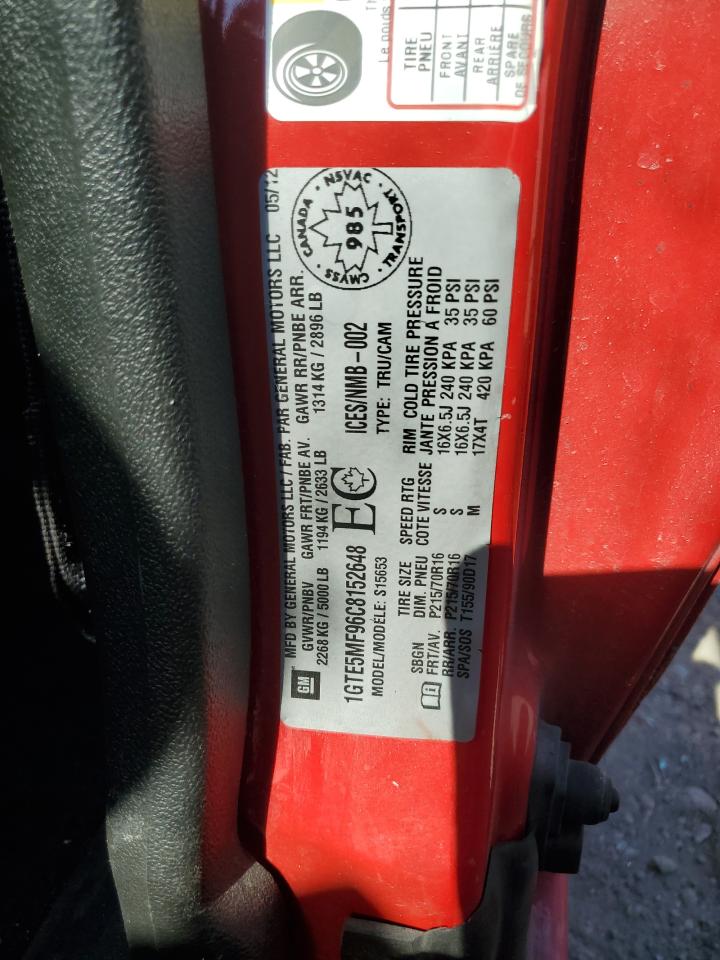 Le poids
TIRE
PNEU
FRONT
AVANT
REAR
ARRIÈRE
SPARE
DE SECOURS
MFD BY GENERAL MOTORS LLC / FAB. PAR GENERAL MOTORS LLC 05/12
GVWR/PNBV GAWR FRT/PNBE AV. GAWR RR/PNBE ARR.
2268 KG / 5000 LB 1194 KG / 2633 LB 1314 KG / 2896 LB
GM
1GTE5MF96C8152648
EC
ICES/NMB-002
MODEL/MODÈLE: S15653 TYPE: TRU/CAM
CANADA · NSVAC · TRANSPORT · CMVSS ·
985
TIRE SIZE SPEED RTG RIM COLD TIRE PRESSURE
SBGN DIM. PNEU COTE VITESSE JANTE PRESSION A FROID
FRT/AV. P215/70R16 S 16X6.5J 240 KPA 35 PSI
RR/ARR. P215/70R16 S 16X6.5J 240 KPA 35 PSI
SPA/SOS T155/90D17 M 17X4T 420 KPA 60 PSI